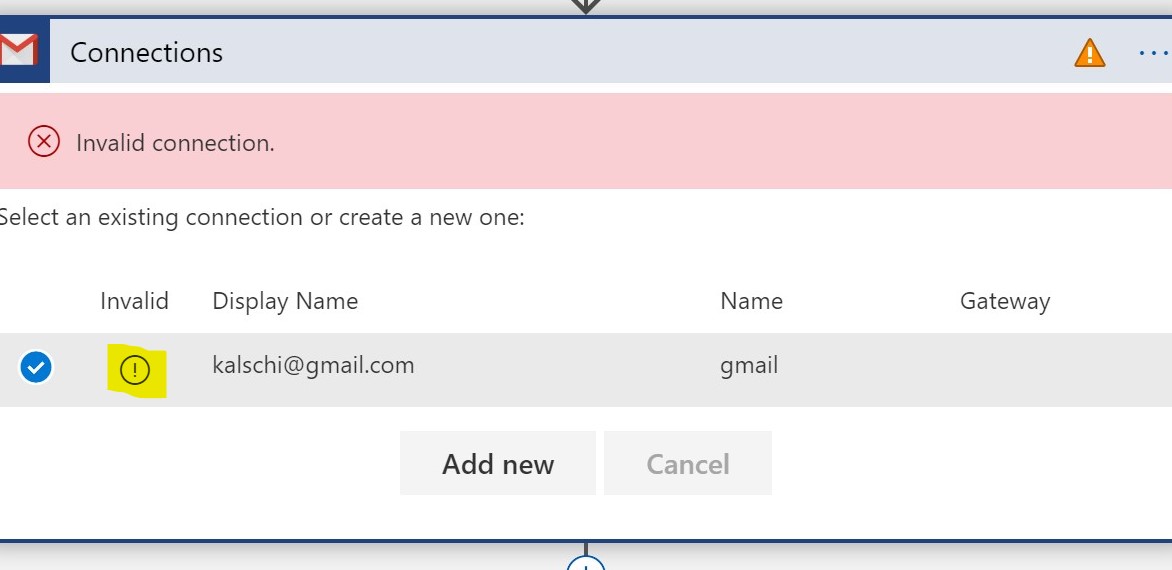 Connections
Invalid connection.
Select an existing connection or create a new one:
Invalid Display Name Name Gateway
kalschi@gmail.com gmail
Add new Cancel